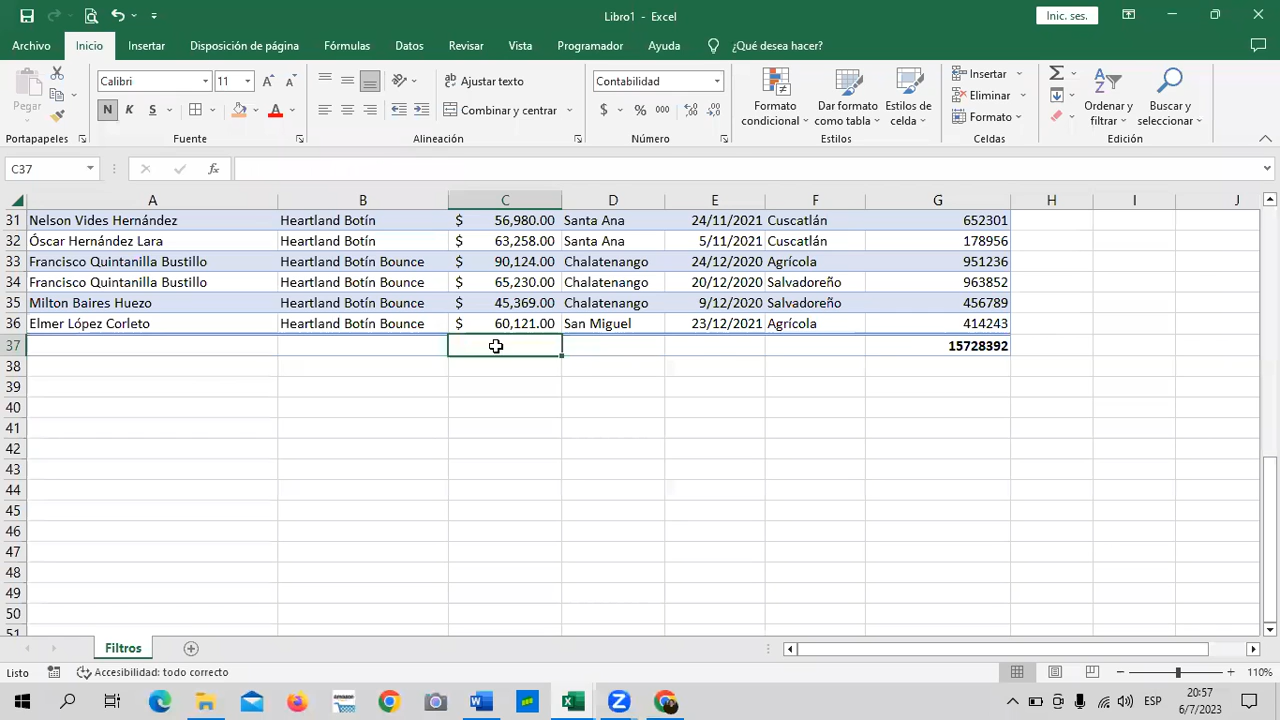 Libro1 - Excel
Inic. ses.
Archivo Inicio Insertar Disposición de página Fórmulas Datos Revisar Vista Programador Ayuda ¿Qué desea hacer?
Pegar
Calibri 11
N K S
Ajustar texto
Combinar y centrar
Contabilidad
$ % 000
Formato condicional
Dar formato como tabla
Estilos de celda
Insertar
Eliminar
Formato
Ordenar y filtrar
Buscar y seleccionar
Portapapeles Fuente Alineación Número Estilos Celdas Edición
C37 fx
A B C D E F G H I J
31 Nelson Vides Hernández Heartland Botín $ 56,980.00 Santa Ana 24/11/2021 Cuscatlán 652301
32 Óscar Hernández Lara Heartland Botín $ 63,258.00 Santa Ana 5/11/2021 Cuscatlán 178956
33 Francisco Quintanilla Bustillo Heartland Botín Bounce $ 90,124.00 Chalatenango 24/12/2020 Agrícola 951236
34 Francisco Quintanilla Bustillo Heartland Botín Bounce $ 65,230.00 Chalatenango 20/12/2020 Salvadoreño 963852
35 Milton Baires Huezo Heartland Botín Bounce $ 45,369.00 Chalatenango 9/12/2020 Salvadoreño 456789
36 Elmer López Corleto Heartland Botín Bounce $ 60,121.00 San Miguel 23/12/2021 Agrícola 414243
37 15728392
38
39
40
41
42
43
44
45
46
47
48
49
50
51
Filtros
Listo Accesibilidad: todo correcto 110%
ESP
20:57
6/7/2023